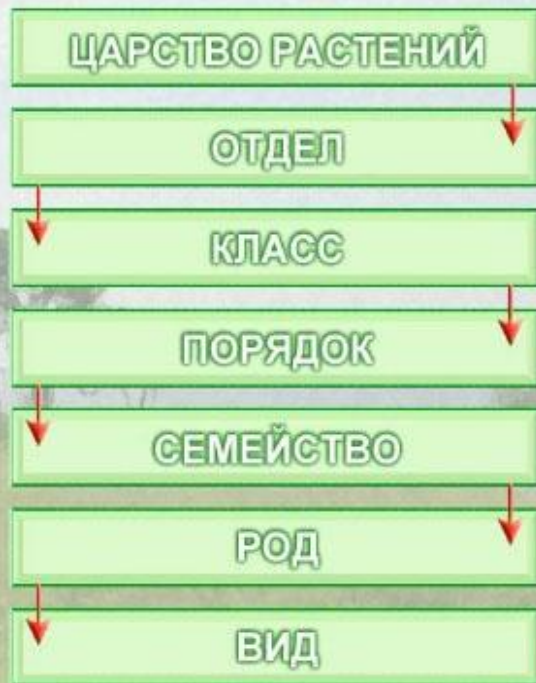 ЦАРСТВО РАСТЕНИЙ
ОТДЕЛ
КЛАСС
ПОРЯДОК
СЕМЕЙСТВО
РОД
ВИД